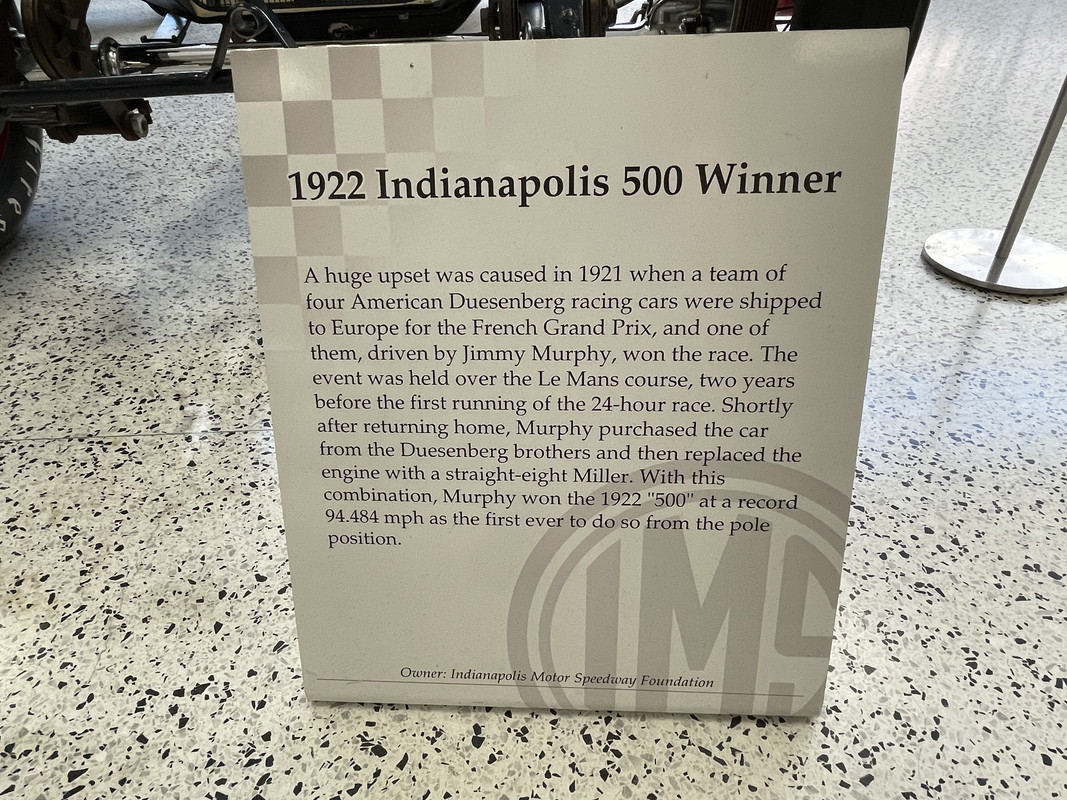 1922 Indianapolis 500 Winner
A huge upset was caused in 1921 when a team of
four American Duesenberg racing cars were shipped
to Europe for the French Grand Prix, and one of
them, driven by Jimmy Murphy, won the race. The
event was held over the Le Mans course, two years
before the first running of the 24-hour race. Shortly
after returning home, Murphy purchased the car
from the Duesenberg brothers and then replaced the
engine with a straight-eight Miller. With this
combination, Murphy won the 1922 "500" at a record
94.484 mph as the first ever to do so from the pole
position.
IMS
Owner: Indianapolis Motor Speedway Foundation